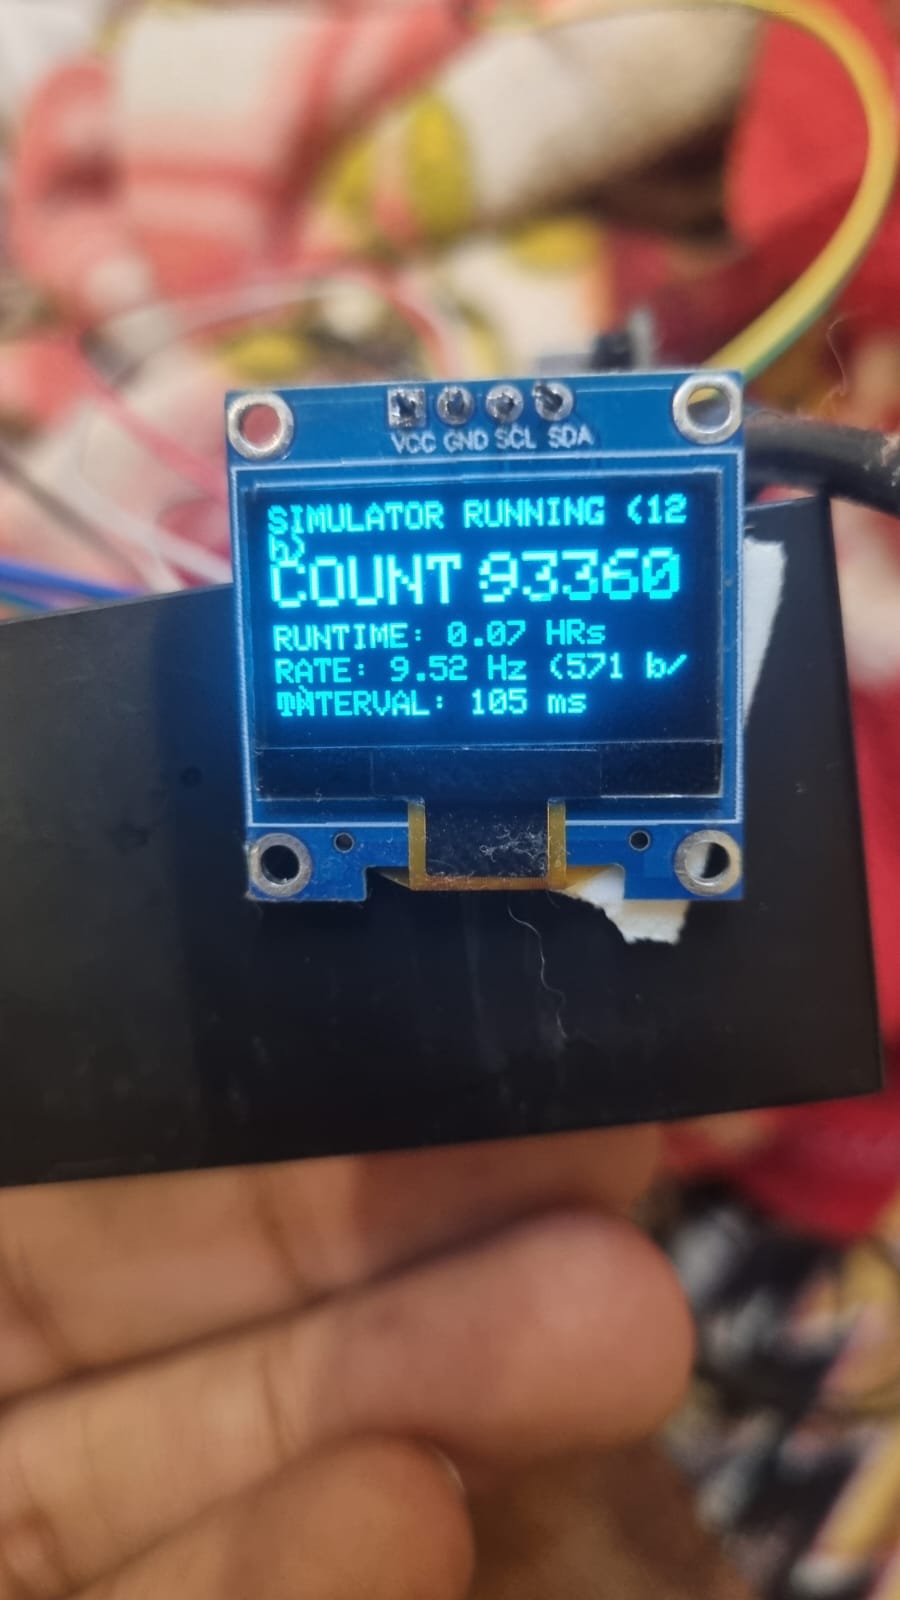 VCC GND SCL SDA
SIMULATOR RUNNING (12
h)
COUNT 93360
RUNTIME: 0.07 HRs
RATE: 9.52 Hz (571 b/
INTERVAL: 105 ms